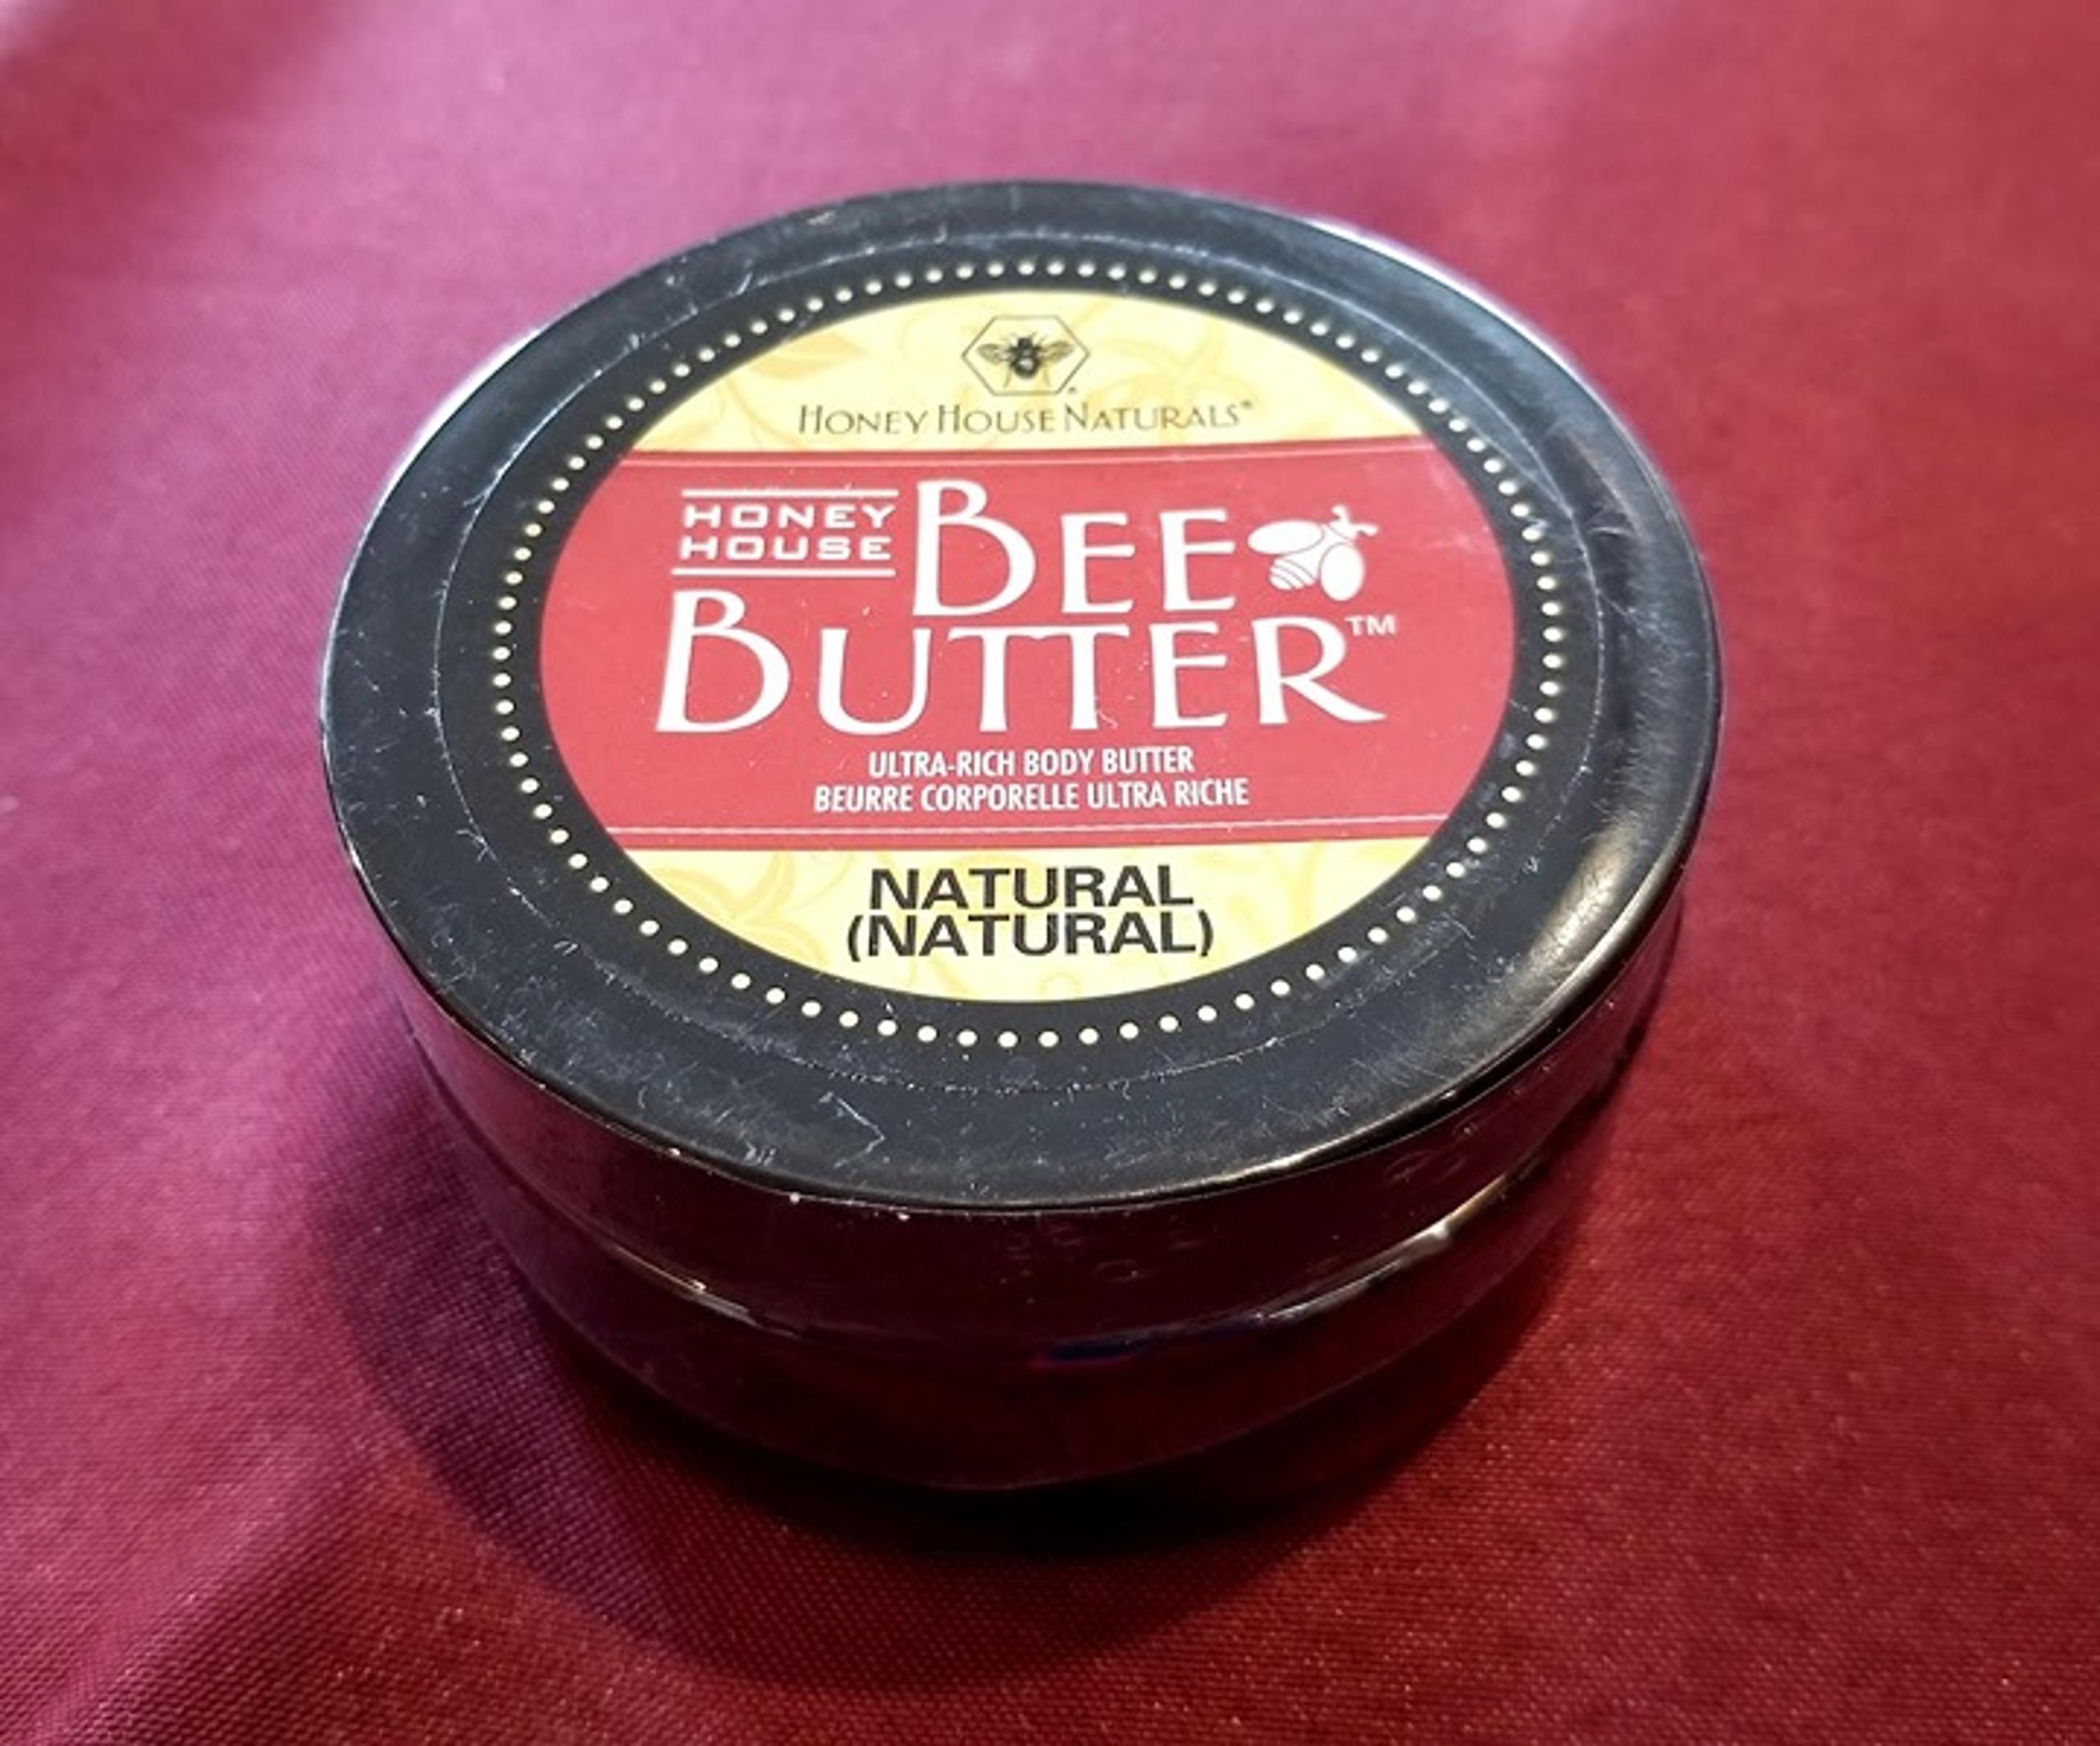 HONEY HOUSE NATURALS®
HONEY
HOUSE
BEE
BUTTER™
ULTRA-RICH BODY BUTTER
BEURRE CORPORELLE ULTRA RICHE
NATURAL
(NATURAL)